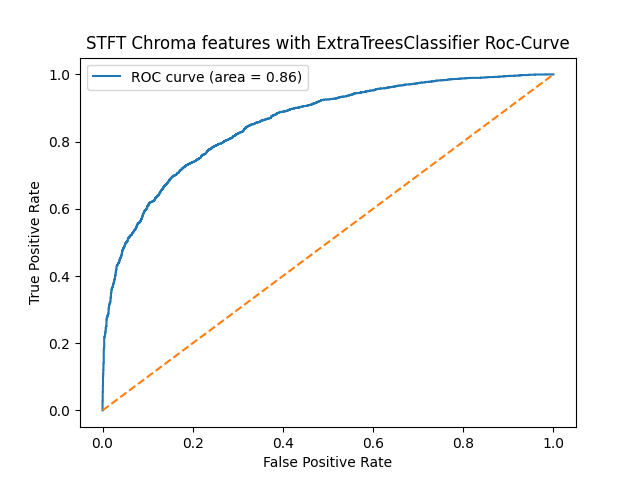 STFT Chroma features with ExtraTreesClassifier Roc-Curve
ROC curve (area = 0.86)
True Positive Rate
1.0
0.8
0.6
0.4
0.2
0.0
0.0 0.2 0.4 0.6 0.8 1.0
False Positive Rate